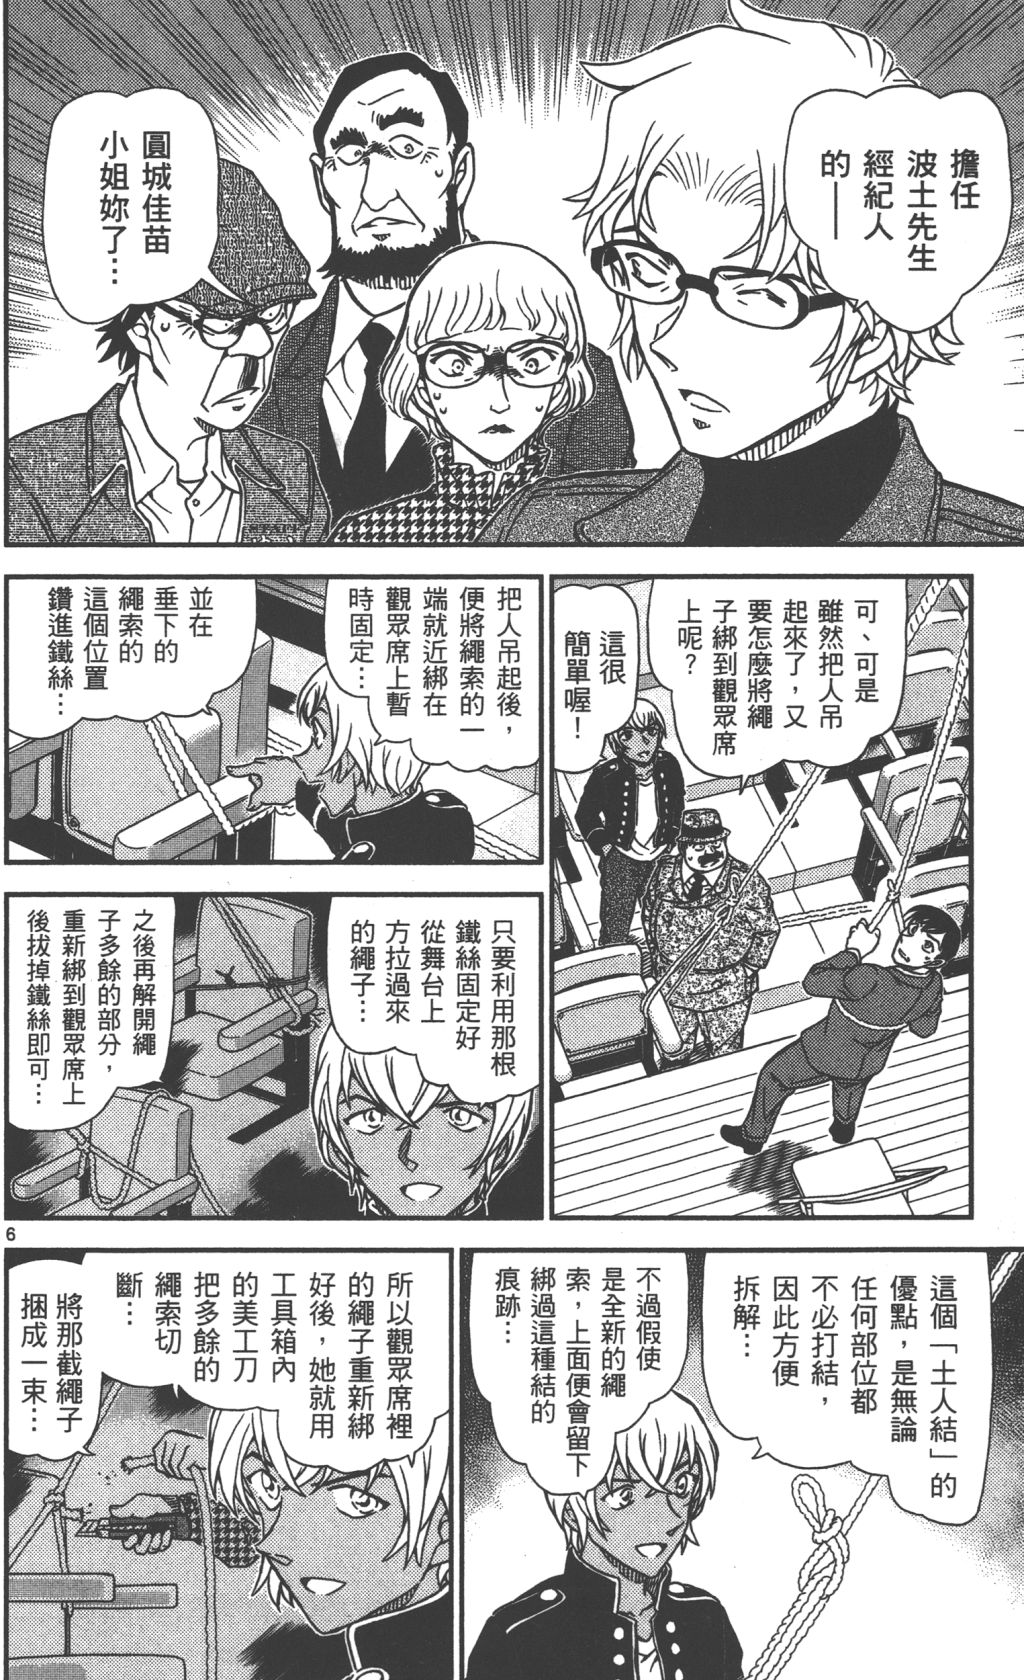 擔任
波土先生
經紀人
的——
圓城佳苗
小姐妳了…
可、可是
雖然把人吊
起來了，又
要怎麼將繩
子綁到觀眾席
上呢？
這很
簡單喔！
把人吊起後，
便將繩索的一
端就近綁在
觀眾席上暫
時固定…
並在
垂下的
繩索的
這個位置
鑽進鐵絲…
只要利用那根
鐵絲固定好
從舞台上
方拉過來
的繩子…
之後再解開繩
子多餘的部分，
重新綁到觀眾席上
後拔掉鐵絲即可…
6
這個「土人結」的
優點，是無論
任何部位都
不必打結，
因此方便
拆解…
不過假使
是全新的繩
索，上面便會留下
綁過這種結的
痕跡…
所以觀眾席裡
的繩子重新綁
好後，她就用
工具箱內
的美工刀
把多餘的
繩索切
斷…
將那截繩子
捆成一束…